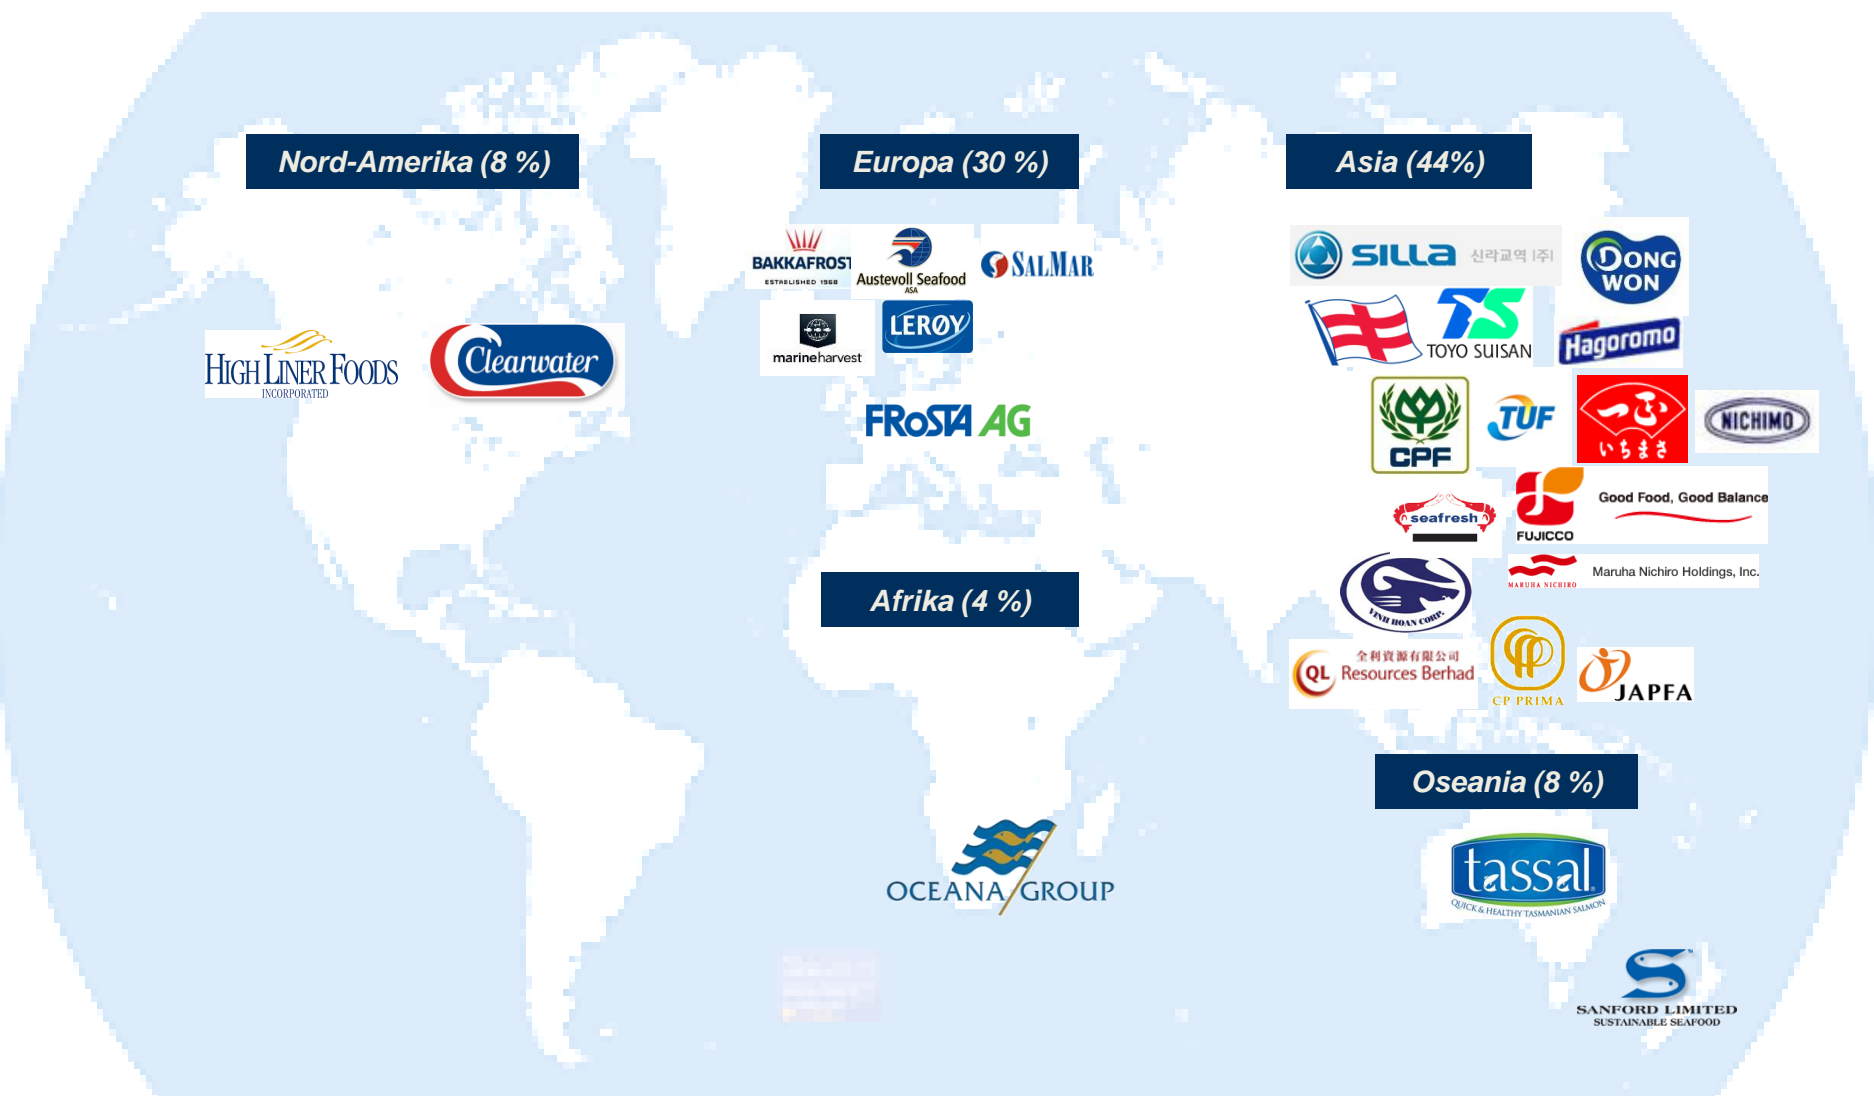 Nord-Amerika (8 %)
Europa (30 %)
Asia (44%)
HIGH LINER FOODS
INCORPORATED
Clearwater
BAKKAFROST
ESTABLISHED 1968
Austevoll Seafood
ASA
SALMAR
marineharvest
LERØY
FRoSTA AG
SILLA 신라교역 (주)
DONG
WON
TS
TOYO SUISAN
Hagoromo
CPF
TUF
一正
いちまさ
NICHIMO
seafresh
FUJICCO
Good Food, Good Balance
MARUHA NICHIRO
Maruha Nichiro Holdings, Inc.
VINH HOAN CORP.
QL
全利資源有限公司
Resources Berhad
CP PRIMA
JAPFA
Afrika (4 %)
OCEANA GROUP
Oseania (8 %)
tassal
QUICK & HEALTHY TASMANIAN SALMON
SANFORD LIMITED
SUSTAINABLE SEAFOOD